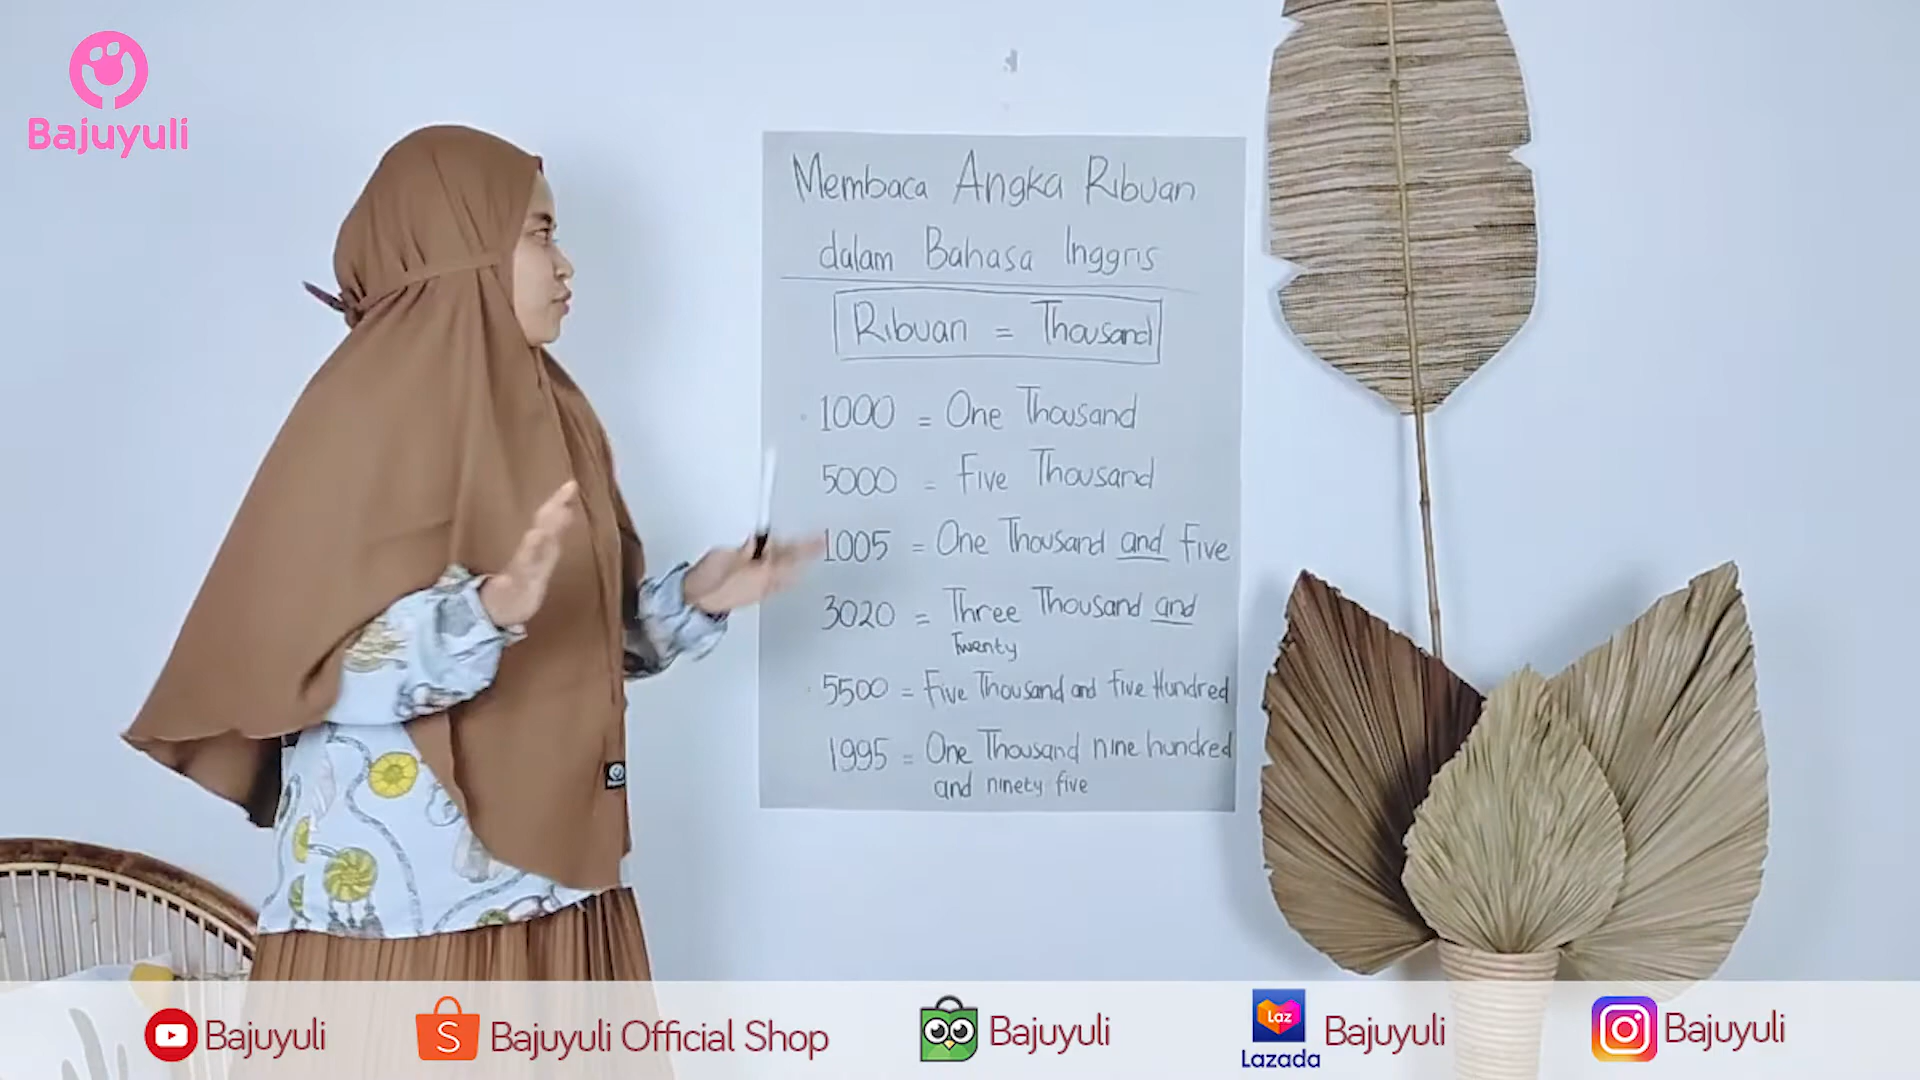 Bajuyuli
Membaca Angka Ribuan
dalam Bahasa Inggris
Ribuan = Thousand
1000 = One Thousand
5000 = Five Thousand
1005 = One Thousand and five
3020 = Three Thousand and
Twenty
5500 = Five Thousand and five Hundred
1995 = One Thousand nine hundred
and ninety five
Bajuyuli
Bajuyuli Official Shop
Bajuyuli
Laz
Lazada
Bajuyuli
Bajuyuli